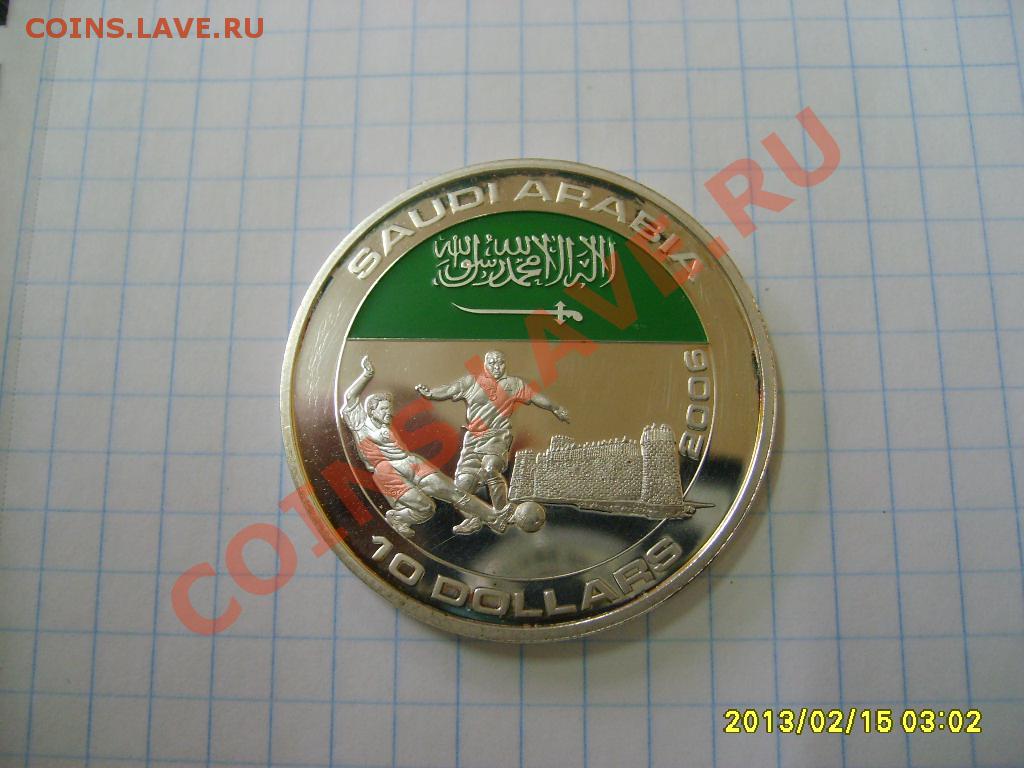 COINS.LAVE.RU
SAUDI ARABIA
لا إله إلا الله محمد رسول الله
2006
10 DOLLARS
COINS.LAVE.RU
2013/02/15 03:02